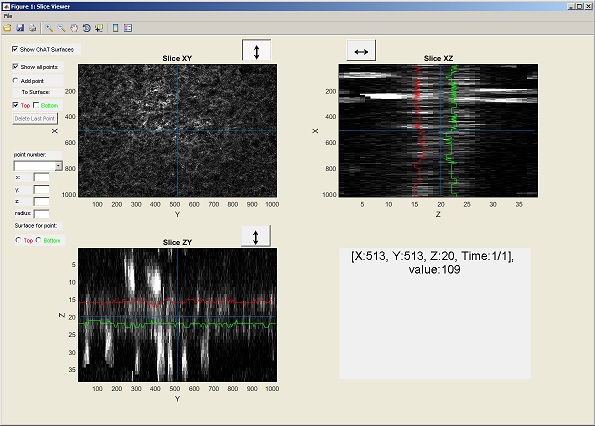 Figure 1: Slice Viewer
File
Show ChAT Surfaces
Show all points
Add point
To Surface:
Top Bottom
Delete Last Point
point number:
x:
y:
z:
radius:
Surface for point:
Top Bottom
Slice XY
200
400
600
800
1000
X
100 200 300 400 500 600 700 800 900 1000
Y
Slice XZ
200
400
600
800
1000
X
5 10 15 20 25 30 35
Z
Slice ZY
5
10
15
20
25
30
35
Z
100 200 300 400 500 600 700 800 900 1000
Y
[X:513, Y:513, Z:20, Time:1/1],
value:109